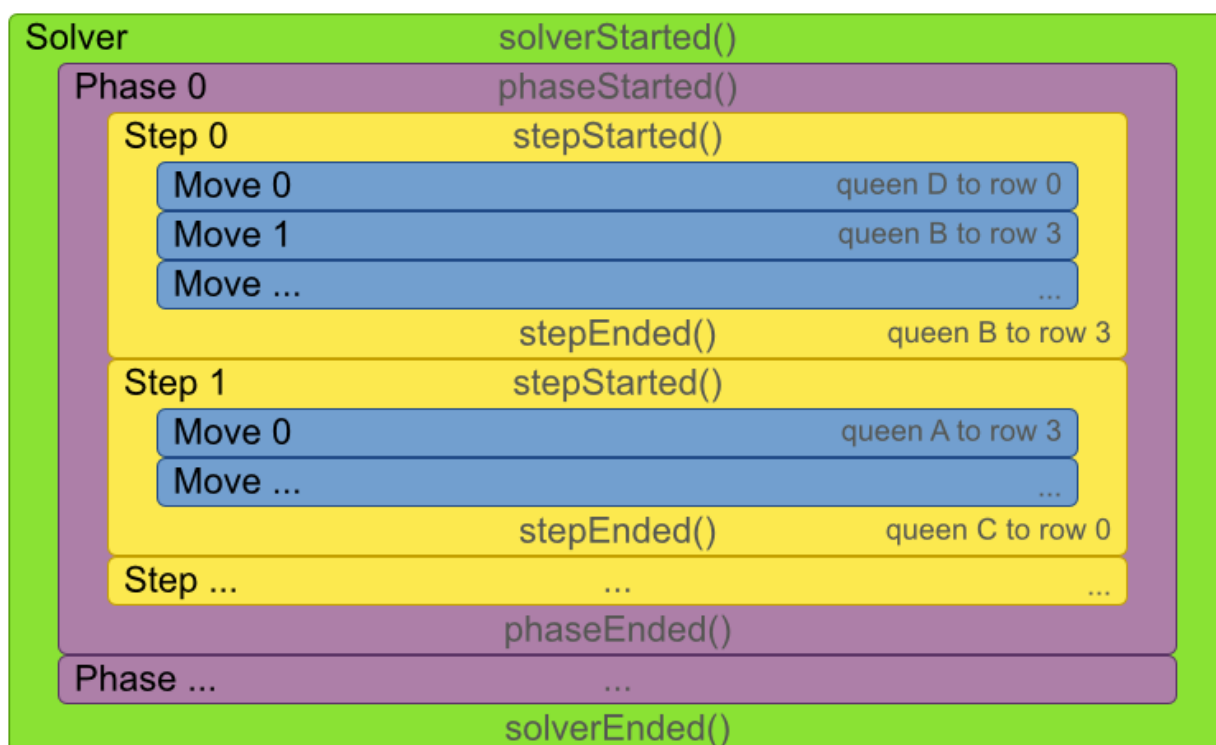 Solver solverStarted()
Phase 0 phaseStarted()
Step 0 stepStarted()
Move 0 queen D to row 0
Move 1 queen B to row 3
Move ... ...
stepEnded() queen B to row 3
Step 1 stepStarted()
Move 0 queen A to row 3
Move ... ...
stepEnded() queen C to row 0
Step ... ... ...
phaseEnded()
Phase ... ...
solverEnded()